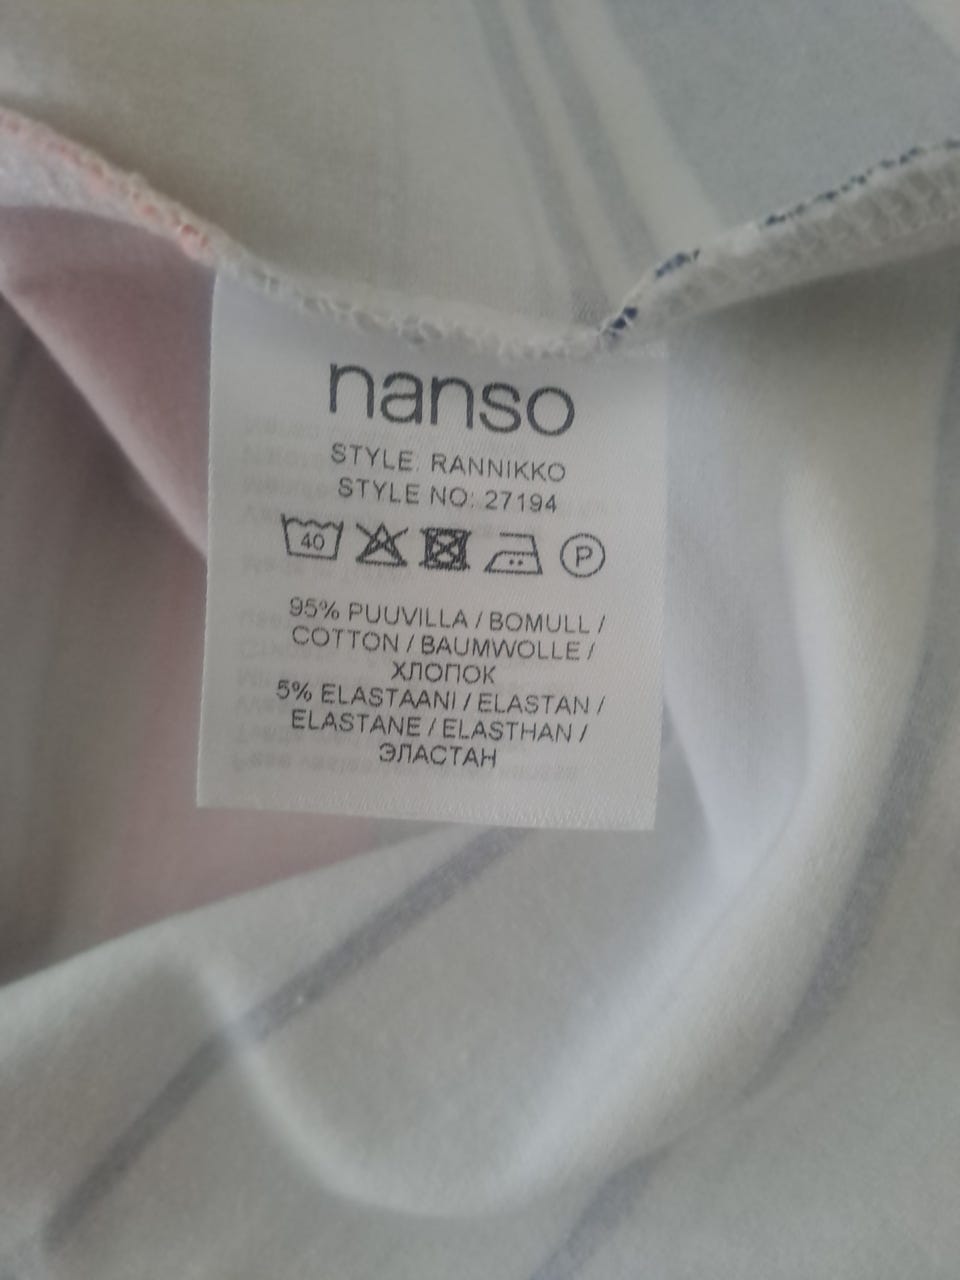 nanso
STYLE: RANNIKKO
STYLE NO: 27194
40 P
95% PUUVILLA / BOMULL /
COTTON / BAUMWOLLE /
ХЛОПОК
5% ELASTAANI / ELASTAN /
ELASTANE / ELASTHAN /
ЭЛАСТАН